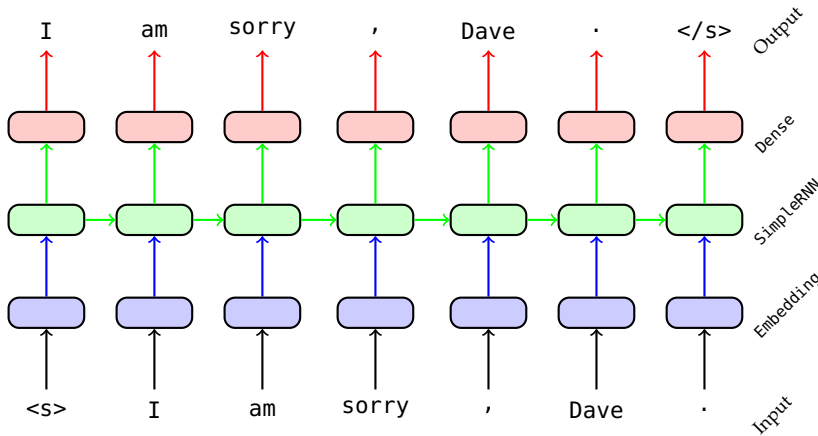 I am sorry , Dave . </s> Output
Dense
SimpleRNN
Embedding
<s> I am sorry , Dave . Input